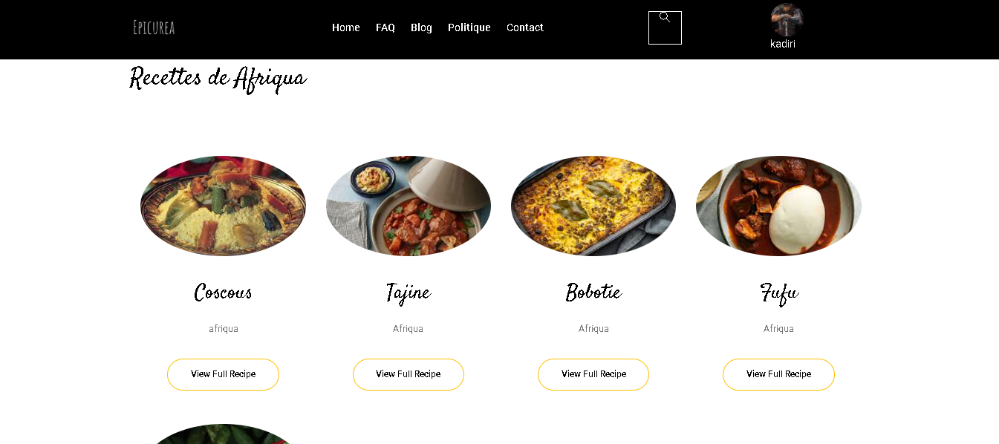 EPICUREA Home FAQ Blog Politique Contact
kadiri
Recettes de Afriqua
Coscous Tajine Bobotie Fufu
afriqua Afriqua Afriqua Afriqua
View Full Recipe View Full Recipe View Full Recipe View Full Recipe